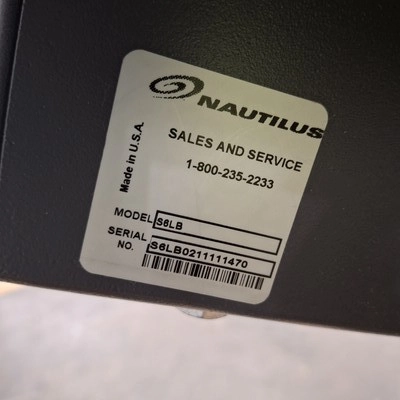 NAUTILUS
SALES AND SERVICE
1-800-235-2233
Made in U.S.A.
MODEL S6LB
SERIAL NO. S6LB0211111470